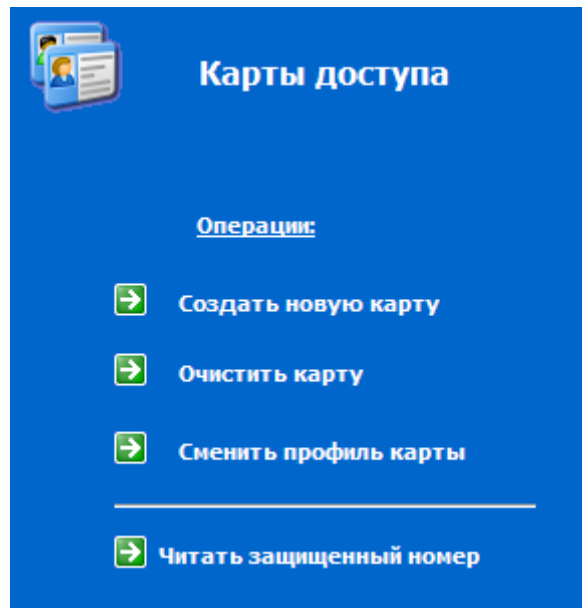 Карты доступа
Операции:
Создать новую карту
Очистить карту
Сменить профиль карты
Читать защищенный номер